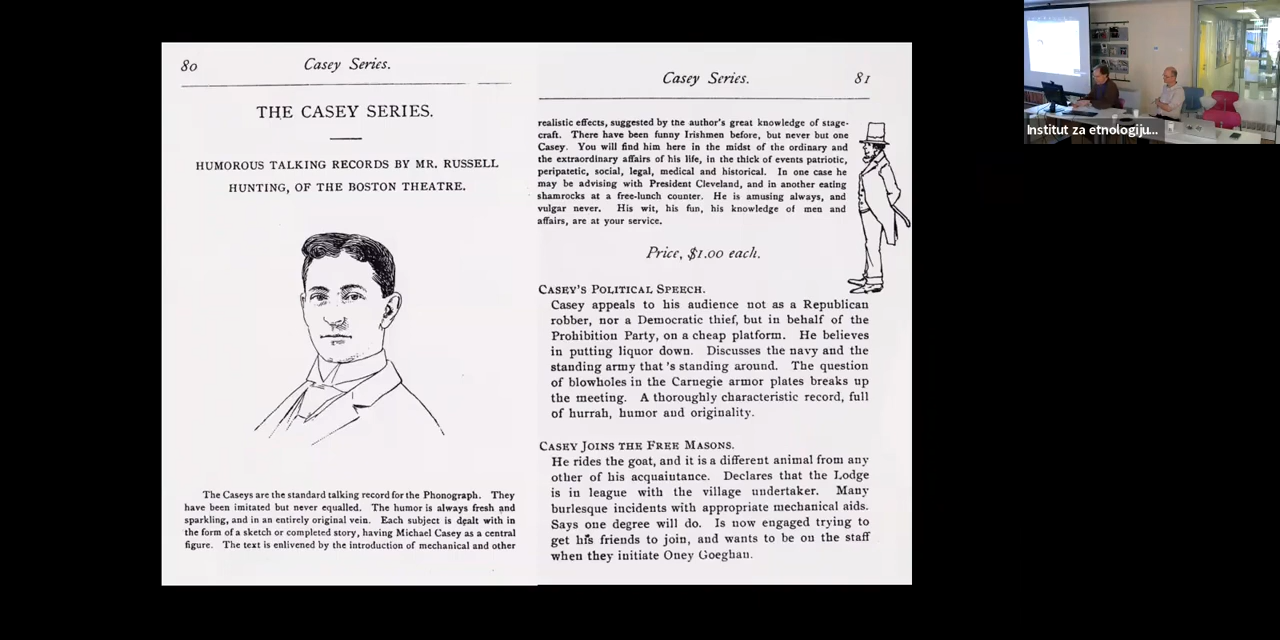 80
Casey Series.
THE CASEY SERIES.
HUMOROUS TALKING RECORDS BY MR. RUSSELL
HUNTING, OF THE BOSTON THEATRE.
The Caseys are the standard talking record for the Phonograph. They
have been imitated but never equalled. The humor is always fresh and
sparkling, and in an entirely original vein. Each subject is dealt with in
the form of a sketch or completed story, having Michael Casey as a central
figure. The text is enlivened by the introduction of mechanical and other
Casey Series.
81
realistic effects, suggested by the author's great knowledge of stage-
craft. There have been funny Irishmen before, but never but one
Casey. You will find him here in the midst of the ordinary and
the extraordinary affairs of his life, in the thick of events patriotic,
peripatetic, social, legal, medical and historical. In one case he
may be advising with President Cleveland, and in another eating
shamrocks at a free-lunch counter. He is amusing always, and
vulgar never. His wit, his fun, his knowledge of men and
affairs, are at your service.
Price, $1.00 each.
CASEY'S POLITICAL SPEECH.
Casey appeals to his audience not as a Republican
robber, nor a Democratic thief, but in behalf of the
Prohibition Party, on a cheap platform. He believes
in putting liquor down. Discusses the navy and the
standing army that's standing around. The question
of blowholes in the Carnegie armor plates breaks up
the meeting. A thoroughly characteristic record, full
of hurrah, humor and originality.
CASEY JOINS THE FREE MASONS.
He rides the goat, and it is a different animal from any
other of his acquaintance. Declares that the Lodge
is in league with the village undertaker. Many
burlesque incidents with appropriate mechanical aids.
Says one degree will do. Is now engaged trying to
get his friends to join, and wants to be on the staff
when they initiate Oney Goeghan.
Institut za etnologiju...